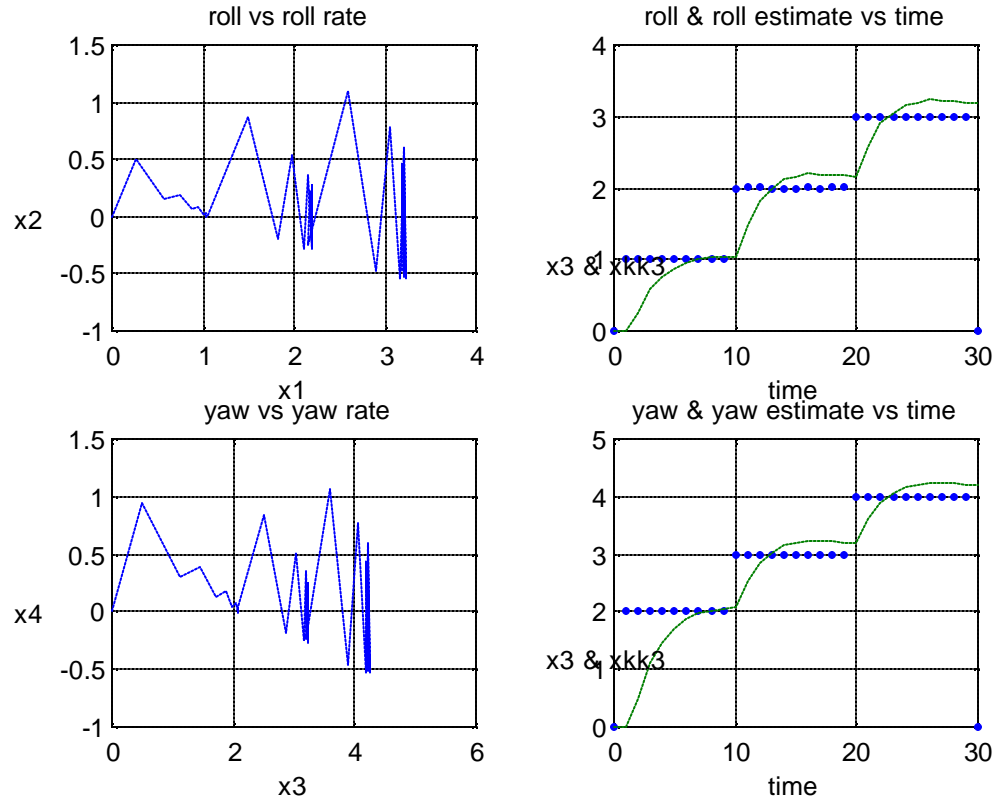 roll vs roll rate
1.5
1
0.5
0
-0.5
-1
x2
0 1 2 3 4
x1
roll & roll estimate vs time
4
3
2
1
0
x3 & xkk3
0 10 20 30
time
yaw vs yaw rate
1.5
1
0.5
0
-0.5
-1
x4
0 2 4 6
x3
yaw & yaw estimate vs time
5
4
3
2
1
0
x3 & xkk3
0 10 20 30
time